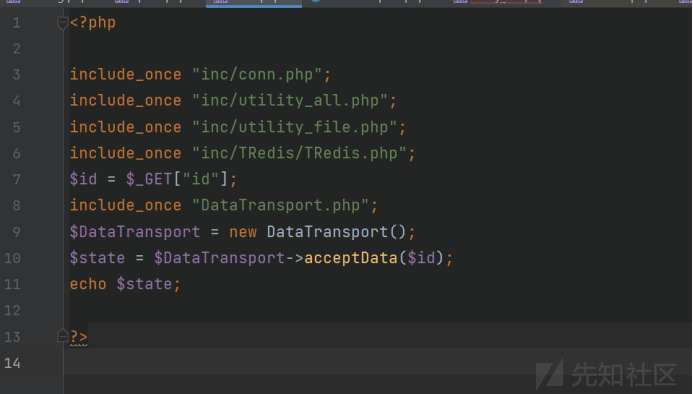 1 <?php
2
3 include_once "inc/conn.php";
4 include_once "inc/utility_all.php";
5 include_once "inc/utility_file.php";
6 include_once "inc/TRedis/TRedis.php";
7 $id = $_GET["id"];
8 include_once "DataTransport.php";
9 $DataTransport = new DataTransport();
10 $state = $DataTransport->acceptData($id);
11 echo $state;
12
13 ?>
14
先知社区